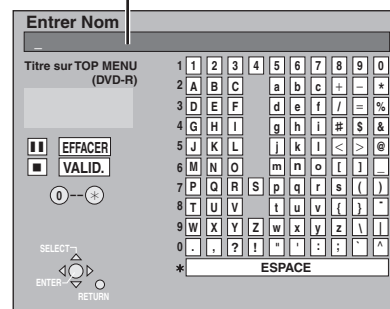 Entrer Nom
_
Titre sur TOP MENU
(DVD-R)
1 1 2 3 4 5 6 7 8 9 0
2 A B C a b c + − *
3 D E F d e f / = %
4 G H I g h i # $ &
5 J K L j k l < > @
6 M N O m n o [ ] _
7 P Q R S p q r s ( )
8 T U V t u v { } ‾
9 W X Y Z w x y z \ |
0 . , ? ! " ' : ; ` ^
* ESPACE
EFFACER
VALID.
0 -- *
SELECT
ENTER
RETURN